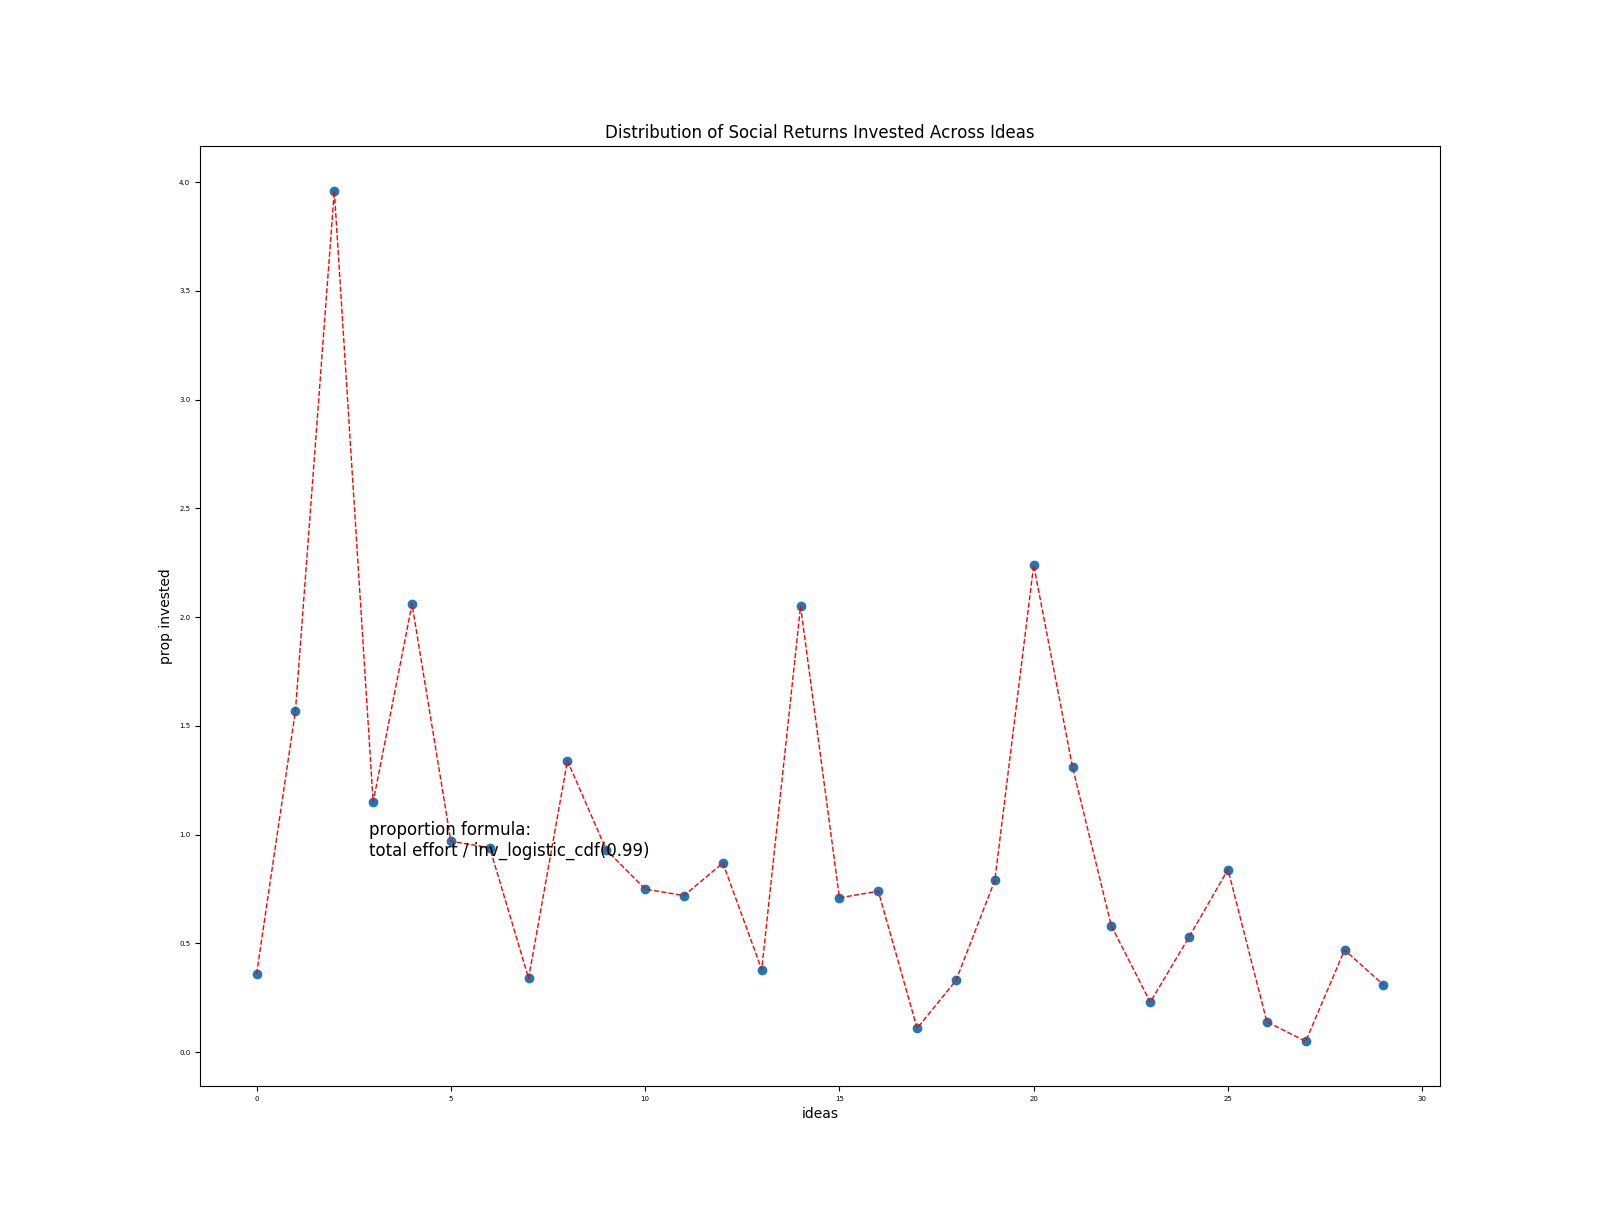 Distribution of Social Returns Invested Across Ideas
4.0
3.5
3.0
2.5
2.0
1.5
1.0
0.5
0.0
prop invested
proportion formula:
total effort / inv_logistic_cdf(0.99)
0 5 10 15 20 25 30
ideas